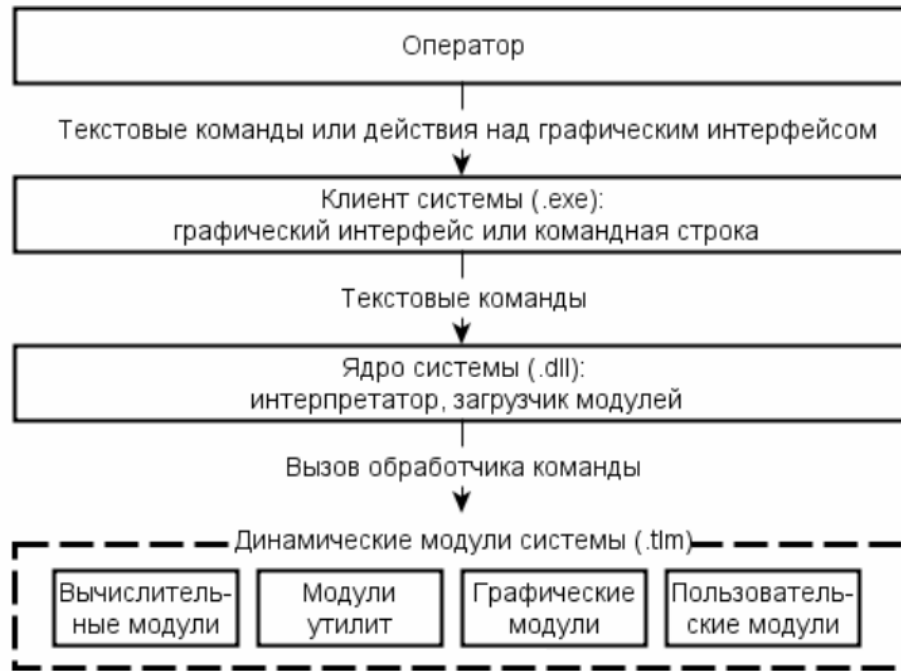 Оператор
Текстовые команды или действия над графическим интерфейсом
Клиент системы (.exe):
графический интерфейс или командная строка
Текстовые команды
Ядро системы (.dll):
интерпретатор, загрузчик модулей
Вызов обработчика команды
Динамические модули системы (.tlm)
Вычислитель-
ные модули
Модули
утилит
Графические
модули
Пользователь-
ские модули